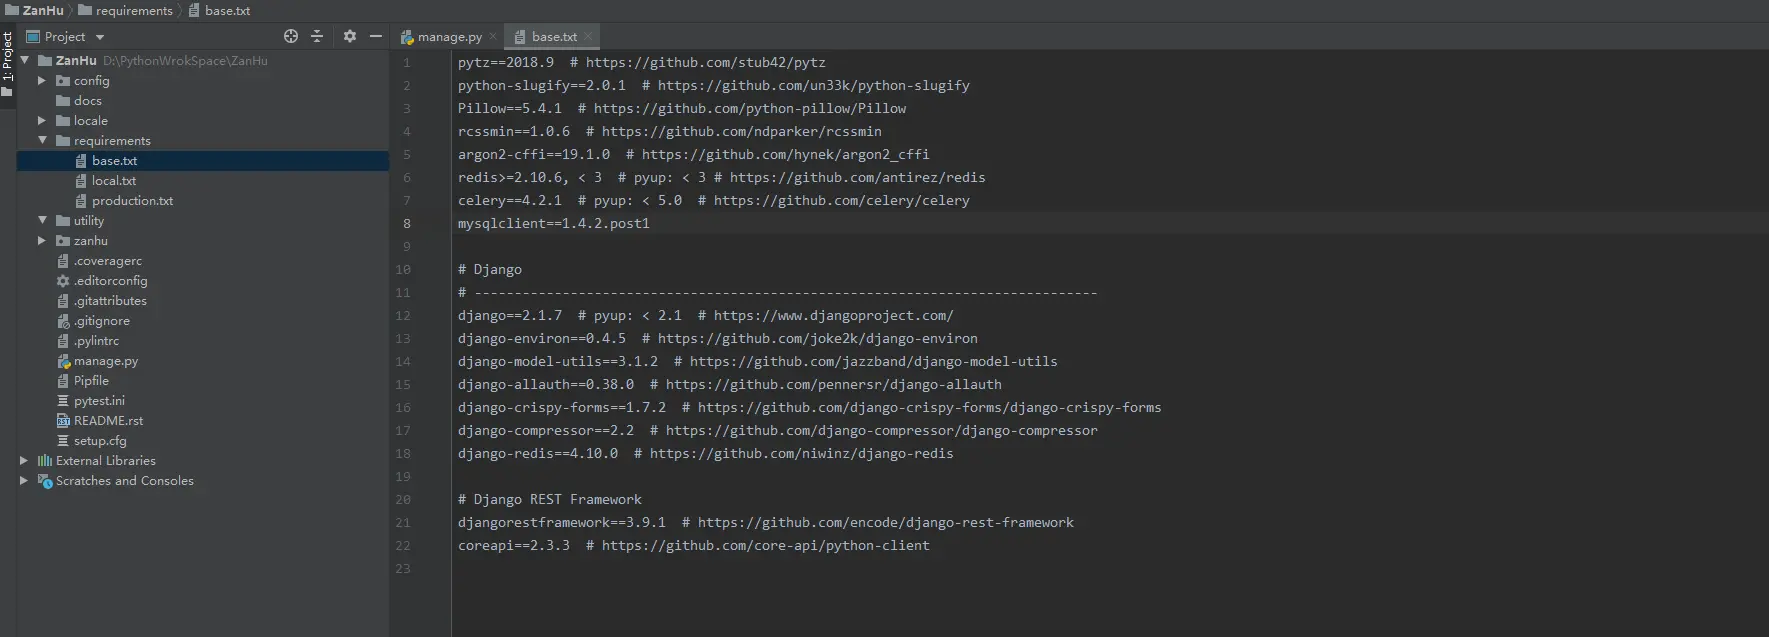 ZanHu requirements base.txt
1: Project
Project
manage.py
base.txt
ZanHu D:\PythonWrokSpace\ZanHu
config
docs
locale
requirements
base.txt
local.txt
production.txt
utility
zanhu
.coveragerc
.editorconfig
.gitattributes
.gitignore
.pylintrc
manage.py
Pipfile
pytest.ini
README.rst
setup.cfg
External Libraries
Scratches and Consoles
1 pytz==2018.9  # https://github.com/stub42/pytz
2 python-slugify==2.0.1  # https://github.com/un33k/python-slugify
3 Pillow==5.4.1  # https://github.com/python-pillow/Pillow
4 rcssmin==1.0.6  # https://github.com/ndparker/rcssmin
5 argon2-cffi==19.1.0  # https://github.com/hynek/argon2_cffi
6 redis>=2.10.6, < 3  # pyup: < 3 # https://github.com/antirez/redis
7 celery==4.2.1  # pyup: < 5.0  # https://github.com/celery/celery
8 mysqlclient==1.4.2.post1
9
10 # Django
11 # ------------------------------------------------------------------------------
12 django==2.1.7  # pyup: < 2.1  # https://www.djangoproject.com/
13 django-environ==0.4.5  # https://github.com/joke2k/django-environ
14 django-model-utils==3.1.2  # https://github.com/jazzband/django-model-utils
15 django-allauth==0.38.0  # https://github.com/pennersr/django-allauth
16 django-crispy-forms==1.7.2  # https://github.com/django-crispy-forms/django-crispy-forms
17 django-compressor==2.2  # https://github.com/django-compressor/django-compressor
18 django-redis==4.10.0  # https://github.com/niwinz/django-redis
19
20 # Django REST Framework
21 djangorestframework==3.9.1  # https://github.com/encode/django-rest-framework
22 coreapi==2.3.3  # https://github.com/core-api/python-client
23